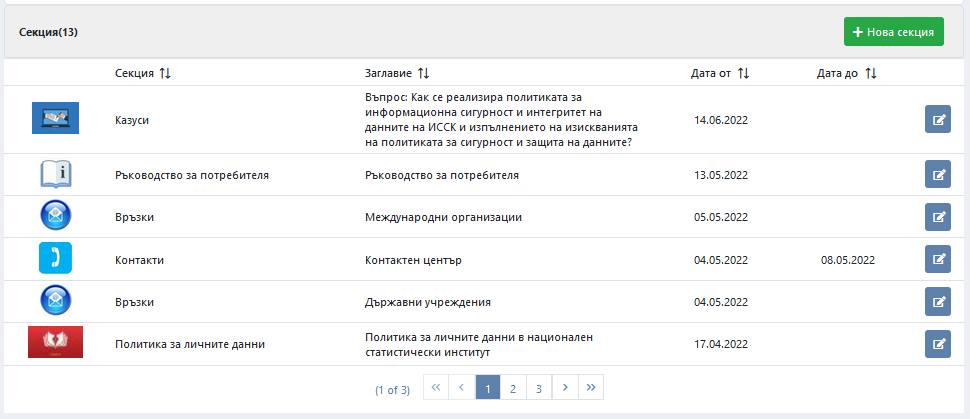 Секция(13)
Нова секция
Секция Заглавие Дата от Дата до
Казуси
Въпрос: Как се реализира политиката за
информационна сигурност и интегритет на
данните на ИССК и изпълнението на изискванията
на политиката за сигурност и защита на данните?
14.06.2022
Ръководство за потребителя Ръководство за потребителя 13.05.2022
Връзки Международни организации 05.05.2022
Контакти Контактен център 04.05.2022 08.05.2022
Връзки Държавни учреждения 04.05.2022
Политика за личните данни
Политика за личните данни в национален
статистически институт
17.04.2022
(1 of 3) « ‹ 1 2 3 › »